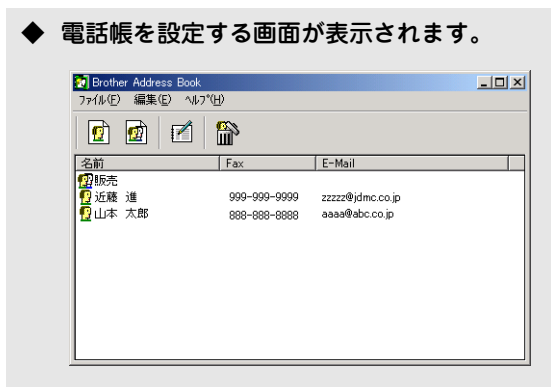 ◆ 電話帳を設定する画面が表示されます。
Brother Address Book
ファイル(F) 編集(E) ヘルプ(H)
名前 Fax E-Mail
販売
近藤 進 999-999-9999 zzzzz@jdmc.co.jp
山本 太郎 888-888-8888 aaaa@abc.co.jp